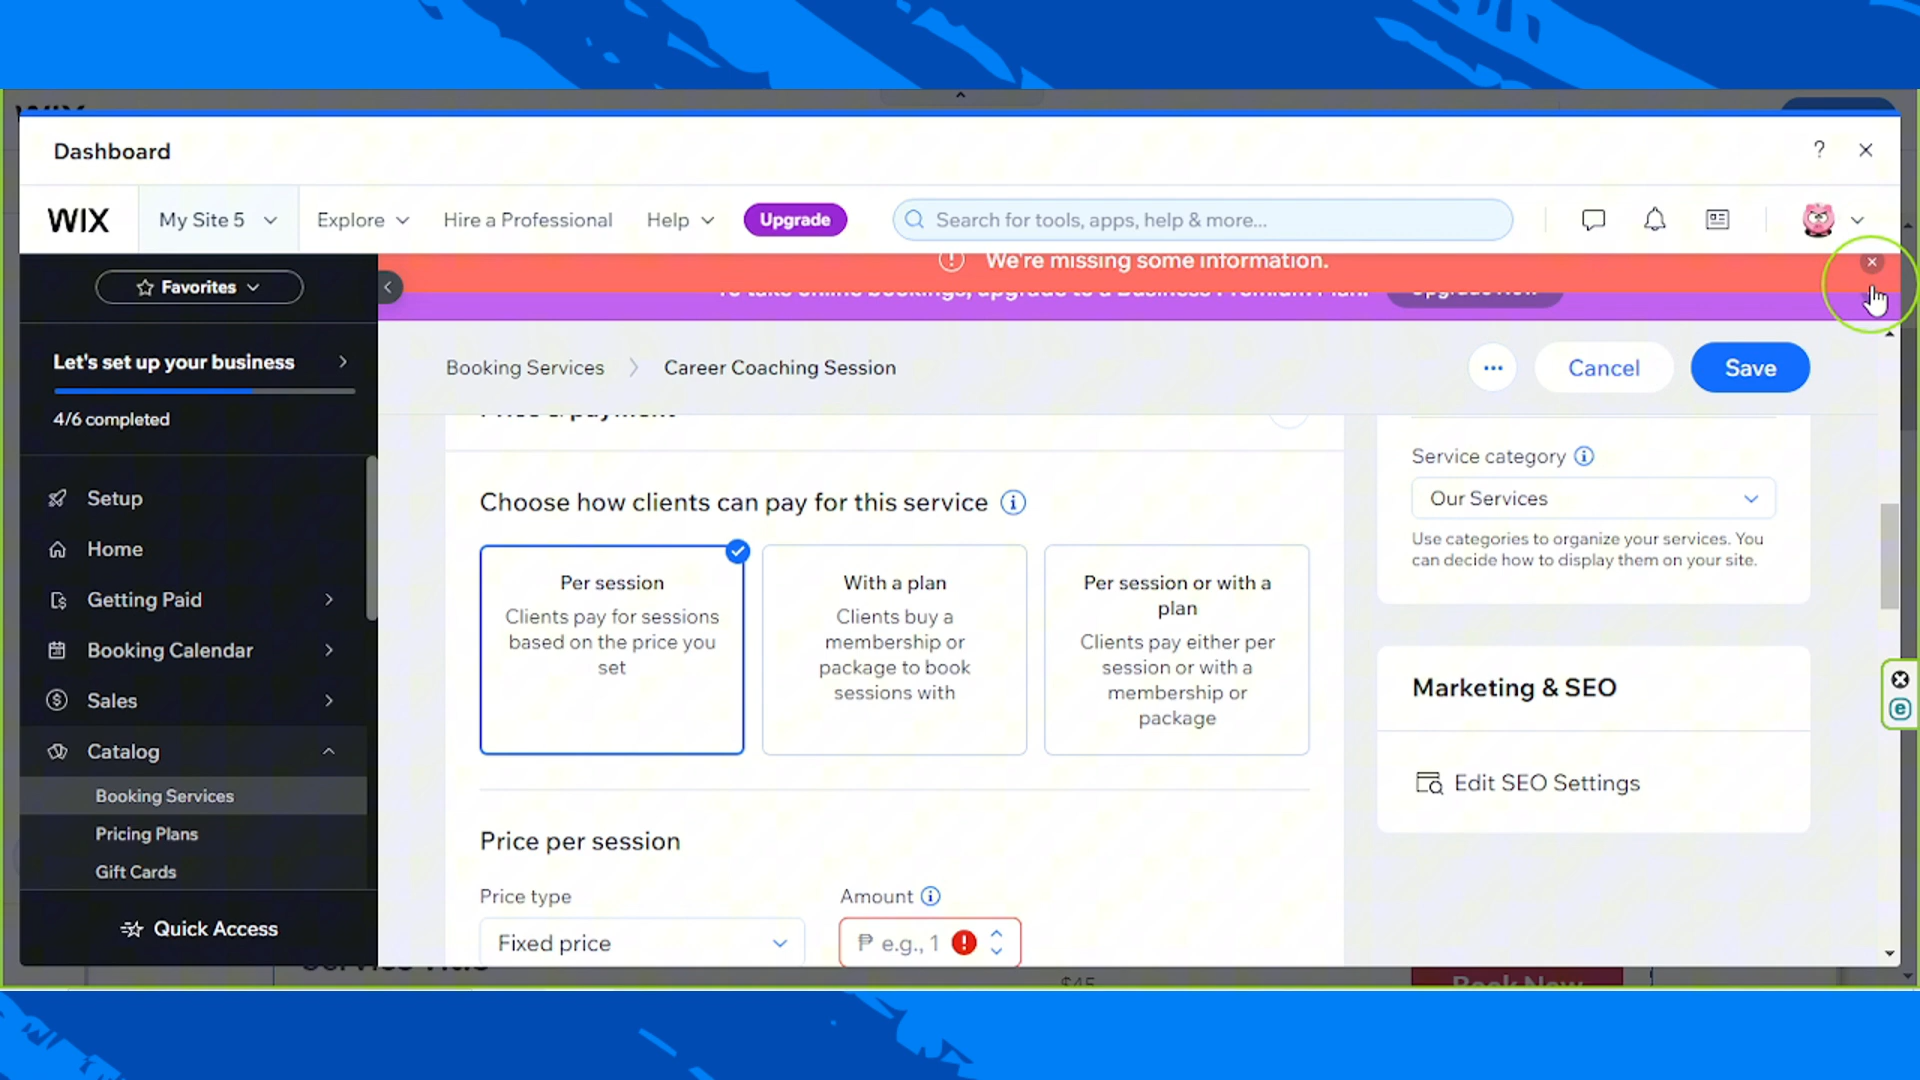 Dashboard
?
WIX
My Site 5
Explore
Hire a Professional
Help
Upgrade
Search for tools, apps, help & more...
We're missing some information.
To take online bookings, upgrade to a Business Premium Plan.
Upgrade Now
Favorites
Let's set up your business
4/6 completed
Setup
Home
Getting Paid
Booking Calendar
Sales
Catalog
Booking Services
Pricing Plans
Gift Cards
Quick Access
Booking Services
Career Coaching Session
Cancel
Save
Price & payment
Choose how clients can pay for this service
Per session
Clients pay for sessions
based on the price you
set
With a plan
Clients buy a
membership or
package to book
sessions with
Per session or with a
plan
Clients pay either per
session or with a
membership or
package
Price per session
Price type
Fixed price
Amount
₱ e.g., 1
Service category
Our Services
Use categories to organize your services. You
can decide how to display them on your site.
Marketing & SEO
Edit SEO Settings
Service Title
$45
Book Now